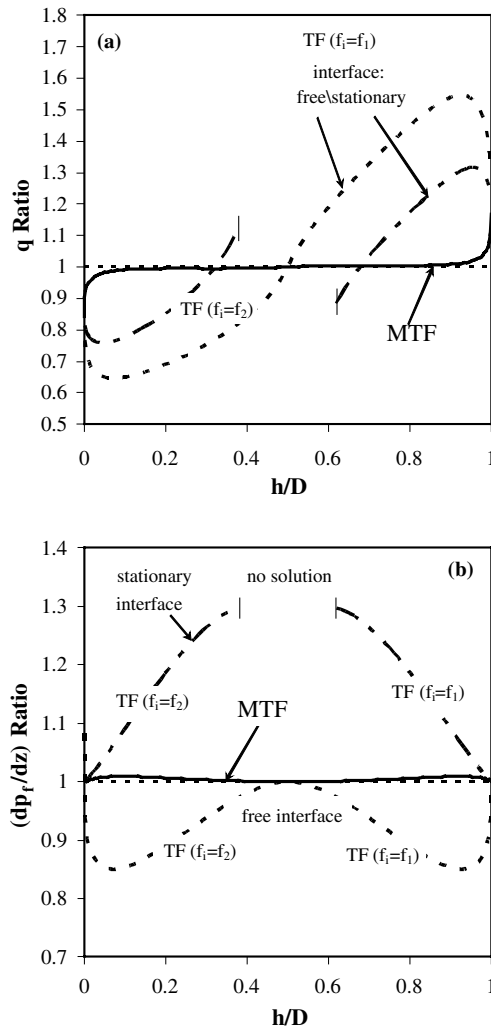 (a)
TF (fi=f1)
interface:
free\stationary
TF (fi=f2)
MTF
q Ratio
1.8
1.7
1.6
1.5
1.4
1.3
1.2
1.1
1
0.9
0.8
0.7
0.6
0.5
0 0.2 0.4 0.6 0.8 1
h/D
(b)
stationary
interface
no solution
TF (fi=f2)
TF (fi=f1)
MTF
free interface
TF (fi=f2)
TF (fi=f1)
(dpf/dz) Ratio
1.4
1.3
1.2
1.1
1
0.9
0.8
0.7
0 0.2 0.4 0.6 0.8 1
h/D